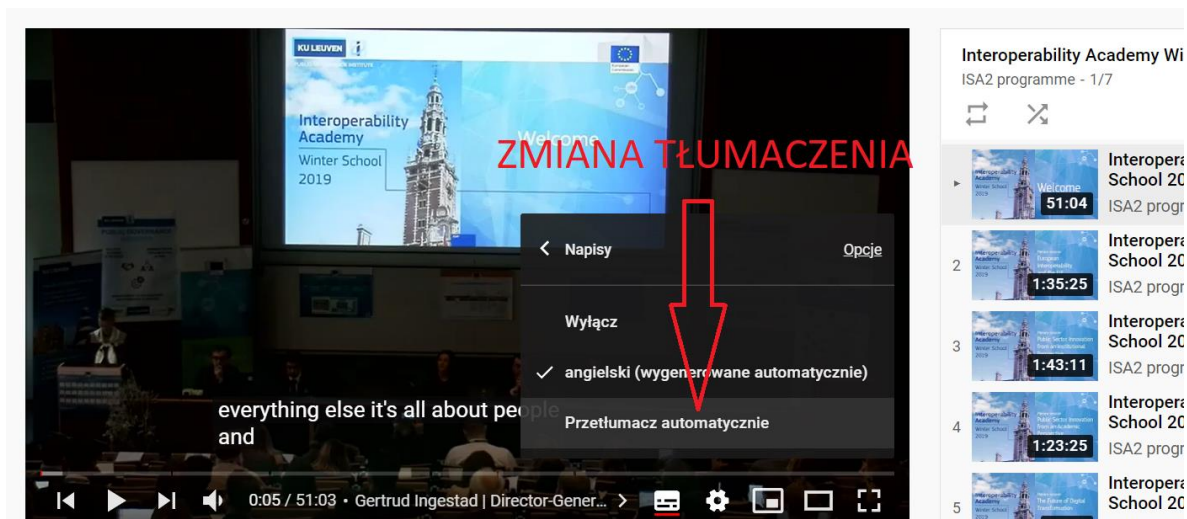 KU LEUVEN
Interoperability
Academy
Winter School
2019
Welcome
ZMIANA TŁUMACZENIA
Napisy
Opcje
Wyłącz
angielski (wygenerowane automatycznie)
Przetłumacz automatycznie
everything else it's all about people
and
0:05 / 51:03 • Gertrud Ingestad | Director-Gener...
Interoperability Academy Wi
ISA2 programme - 1/7
Interopera
School 20
ISA2 progr
Welcome
51:04
2
Interopera
School 20
ISA2 progr
1:35:25
3
Interopera
School 20
ISA2 progr
1:43:11
4
Interopera
School 20
ISA2 progr
1:23:25
5
Interopera
School 20